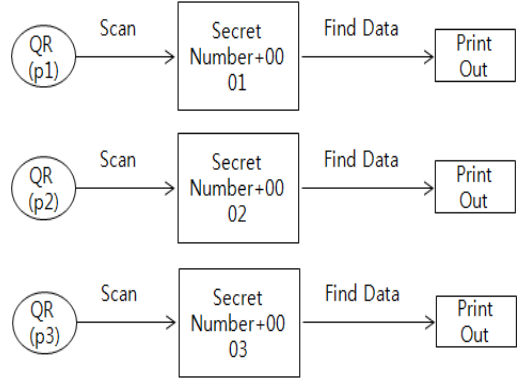 QR
(p1)
Scan
Secret
Number+00
01
Find Data
Print
Out
QR
(p2)
Scan
Secret
Number+00
02
Find Data
Print
Out
QR
(p3)
Scan
Secret
Number+00
03
Find Data
Print
Out